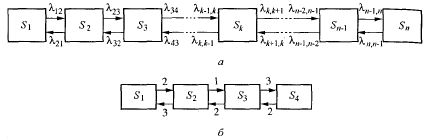 λ₁₂ λ₂₃ λ₃₄ λₖ₋₁,ₖ λₖ,ₖ₊₁ λₙ₋₂,ₙ₋₁ λₙ₋₁,ₙ
S₁ S₂ S₃ Sₖ Sₙ₋₁ Sₙ
λ₂₁ λ₃₂ λ₄₃ λₖ,ₖ₋₁ λₖ₊₁,ₖ λₙ₋₁,ₙ₋₂ λₙ,ₙ₋₁
а
2 1 3
S₁ S₂ S₃ S₄
3 2 2
б